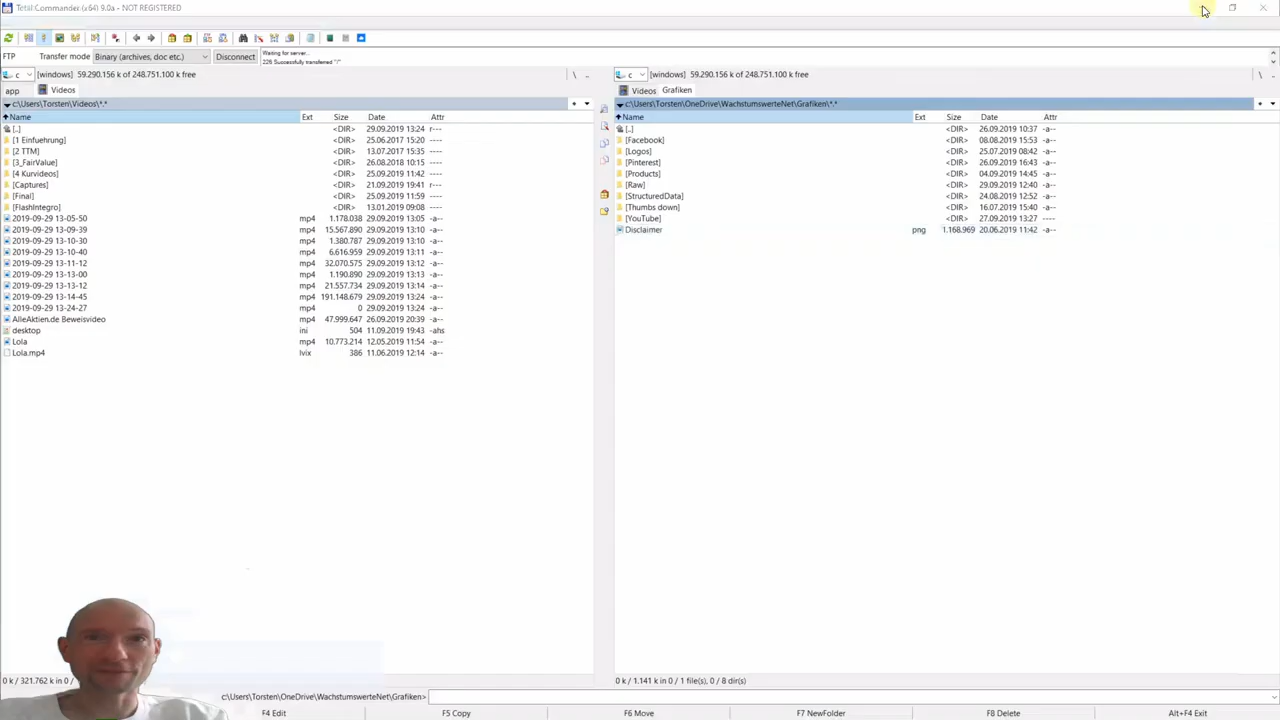 Total Commander (x64) 9.0a - NOT REGISTERED
FTP Transfer mode Binary (archives, doc etc.) Disconnect
Waiting for server...
226 Successfully transferred "/"
c [windows] 59.290.156 k of 248.751.100 k free \ ..
app Videos
c:\Users\Torsten\Videos\*.*
Name Ext Size Date Attr
[..] <DIR> 29.09.2019 13:24 r---
[1 Einfuehrung] <DIR> 25.06.2017 15:20 ----
[2 TTM] <DIR> 13.07.2017 15:35 ----
[3_FairValue] <DIR> 26.08.2018 10:15 ----
[4 Kurvideos] <DIR> 25.09.2019 11:42 ----
[Captures] <DIR> 21.09.2019 19:41 r---
[Final] <DIR> 25.09.2019 11:59 ----
[FlashIntegro] <DIR> 13.01.2019 09:08 ----
2019-09-29 13-05-50 mp4 1.178.038 29.09.2019 13:05 -a--
2019-09-29 13-09-39 mp4 15.567.890 29.09.2019 13:10 -a--
2019-09-29 13-10-30 mp4 1.380.787 29.09.2019 13:10 -a--
2019-09-29 13-10-40 mp4 6.616.959 29.09.2019 13:11 -a--
2019-09-29 13-11-12 mp4 32.070.575 29.09.2019 13:11 -a--
2019-09-29 13-13-00 mp4 1.190.890 29.09.2019 13:13 -a--
2019-09-29 13-13-12 mp4 21.557.734 29.09.2019 13:14 -a--
2019-09-29 13-14-45 mp4 191.148.679 29.09.2019 13:24 -a--
2019-09-29 13-24-27 mp4 0 29.09.2019 13:24 -a--
AlleAktien.de Beweisvideo mp4 47.999.647 26.09.2019 20:39 -a--
desktop ini 504 11.09.2019 19:43 -ahs
Lola mp4 10.773.214 12.05.2019 11:54 -a--
Lola.mp4 lvix 386 11.06.2019 12:14 -a--
0 k / 321.762 k in 0 /
c [windows] 59.290.156 k of 248.751.100 k free \ ..
Videos Grafiken
c:\Users\Torsten\OneDrive\WachstumswerteNet\Grafiken\*.*
Name Ext Size Date Attr
[..] <DIR> 26.09.2019 10:37 -a--
[Facebook] <DIR> 08.08.2019 15:53 -a--
[Logos] <DIR> 25.07.2019 08:42 -a--
[Pinterest] <DIR> 26.09.2019 16:43 -a--
[Products] <DIR> 04.09.2019 14:45 -a--
[Raw] <DIR> 29.09.2019 12:40 -a--
[StructuredData] <DIR> 24.08.2019 12:52 -a--
[Thumbs down] <DIR> 16.07.2019 15:40 -a--
[YouTube] <DIR> 27.09.2019 13:27 ----
Disclaimer png 1.168.969 20.06.2019 11:42 -a--
0 k / 1.141 k in 0 / 1 file(s), 0 / 8 dir(s)
c:\Users\Torsten\OneDrive\WachstumswerteNet\Grafiken>
F4 Edit F5 Copy F6 Move F7 NewFolder F8 Delete Alt+F4 Exit